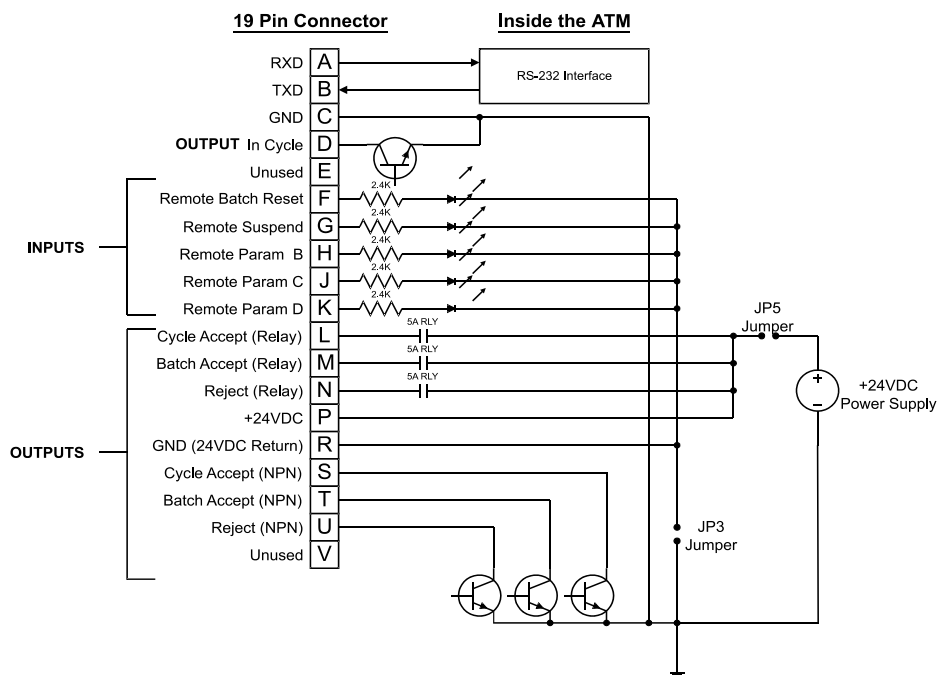 19 Pin Connector
Inside the ATM
RXD A
TXD B
RS-232 Interface
GND C
OUTPUT In Cycle D
Unused E
2.4K
Remote Batch Reset F
2.4K
Remote Suspend G
2.4K
INPUTS
Remote Param B H
2.4K
Remote Param C J
2.4K
Remote Param D K
JP5
Jumper
5A RLY
Cycle Accept (Relay) L
5A RLY
Batch Accept (Relay) M
5A RLY
Reject (Relay) N
+
−
+24VDC
Power Supply
+24VDC P
OUTPUTS
GND (24VDC Return) R
Cycle Accept (NPN) S
Batch Accept (NPN) T
Reject (NPN) U
JP3
Jumper
Unused V